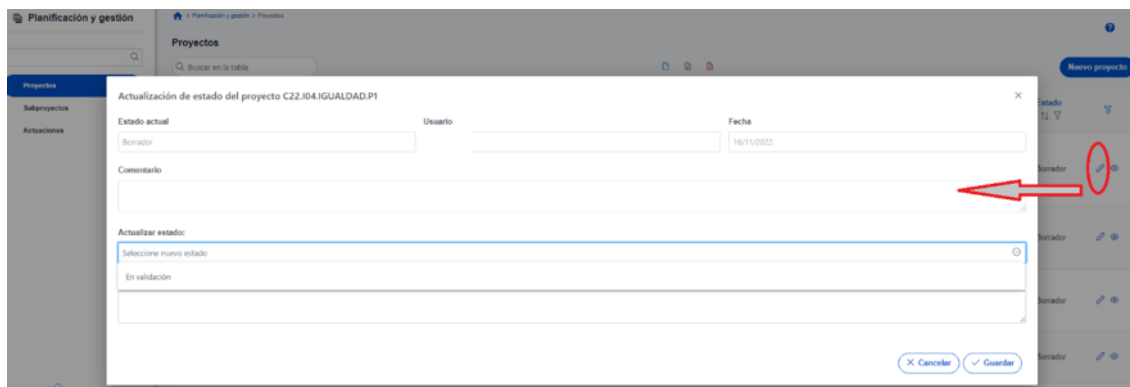 Planificación y gestión
> Planificación y gestión > Proyectos
Proyectos
Buscar en la tabla
Nuevo proyecto
Proyectos
Subproyectos
Actuaciones
Estado
Actualización de estado del proyecto C22.I04.IGUALDAD.P1
Estado actual
Usuario
Fecha
Borrador
16/11/2022
Comentario
Borrador
Actualizar estado:
Seleccione nuevo estado
Borrador
En validación
Borrador
Cancelar
Guardar
Borrador